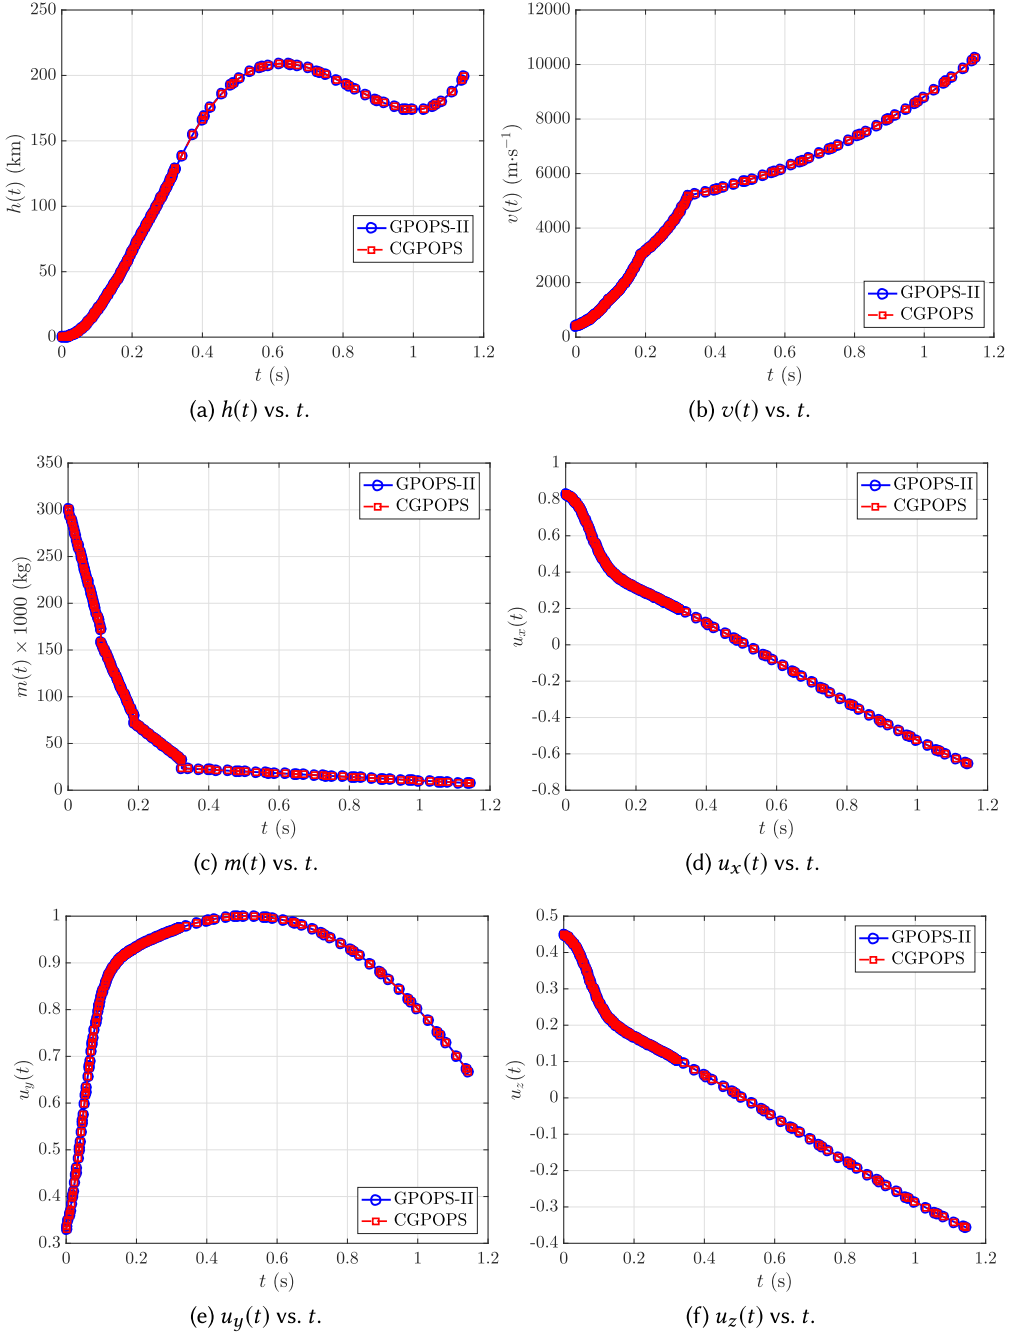 250
200
150
100
50
0
h(t) (km)
GPOPS-II
CGPOPS
0 0.2 0.4 0.6 0.8 1 1.2
t (s)
(a) h(t) vs. t.
12000
10000
8000
6000
4000
2000
0
v(t) (m·s⁻¹)
GPOPS-II
CGPOPS
0 0.2 0.4 0.6 0.8 1 1.2
t (s)
(b) v(t) vs. t.
350
300
250
200
150
100
50
0
m(t) × 1000 (kg)
GPOPS-II
CGPOPS
0 0.2 0.4 0.6 0.8 1 1.2
t (s)
(c) m(t) vs. t.
1
0.8
0.6
0.4
0.2
0
-0.2
-0.4
-0.6
-0.8
uₓ(t)
GPOPS-II
CGPOPS
0 0.2 0.4 0.6 0.8 1 1.2
t (s)
(d) uₓ(t) vs. t.
1
0.9
0.8
0.7
0.6
0.5
0.4
0.3
u_y(t)
GPOPS-II
CGPOPS
0 0.2 0.4 0.6 0.8 1 1.2
t (s)
(e) u_y(t) vs. t.
0.5
0.4
0.3
0.2
0.1
0
-0.1
-0.2
-0.3
-0.4
u_z(t)
GPOPS-II
CGPOPS
0 0.2 0.4 0.6 0.8 1 1.2
t (s)
(f) u_z(t) vs. t.